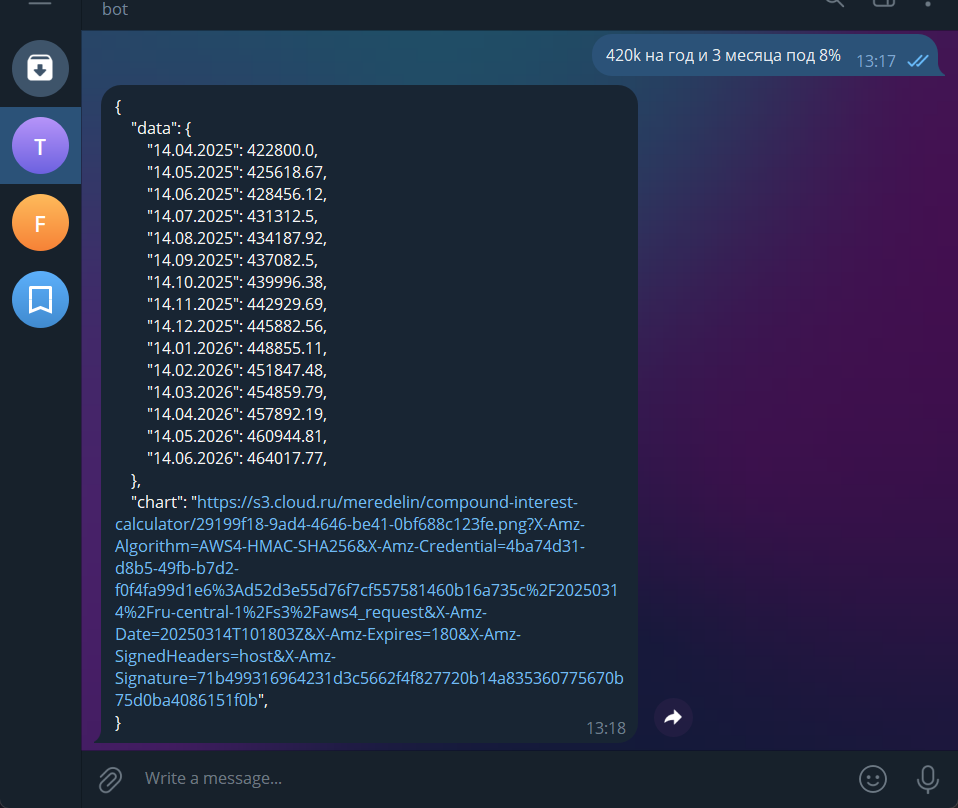 bot
420k на год и 3 месяца под 8%
13:17
T
F
{
"data": {
"14.04.2025": 422800.0,
"14.05.2025": 425618.67,
"14.06.2025": 428456.12,
"14.07.2025": 431312.5,
"14.08.2025": 434187.92,
"14.09.2025": 437082.5,
"14.10.2025": 439996.38,
"14.11.2025": 442929.69,
"14.12.2025": 445882.56,
"14.01.2026": 448855.11,
"14.02.2026": 451847.48,
"14.03.2026": 454859.79,
"14.04.2026": 457892.19,
"14.05.2026": 460944.81,
"14.06.2026": 464017.77,
},
"chart": "https://s3.cloud.ru/meredelin/compound-interest-
calculator/29199f18-9ad4-4646-be41-0bf688c123fe.png?X-Amz-
Algorithm=AWS4-HMAC-SHA256&X-Amz-Credential=4ba74d31-
d8b5-49fb-b7d2-
f0f4fa99d1e6%3Ad52d3e55d76f7cf557581460b16a735c%2F2025031
4%2Fru-central-1%2Fs3%2Faws4_request&X-Amz-
Date=20250314T101803Z&X-Amz-Expires=180&X-Amz-
SignedHeaders=host&X-Amz-
Signature=71b499316964231d3c5662f4f827720b14a835360775670b
75d0ba4086151f0b",
}
13:18
Write a message...